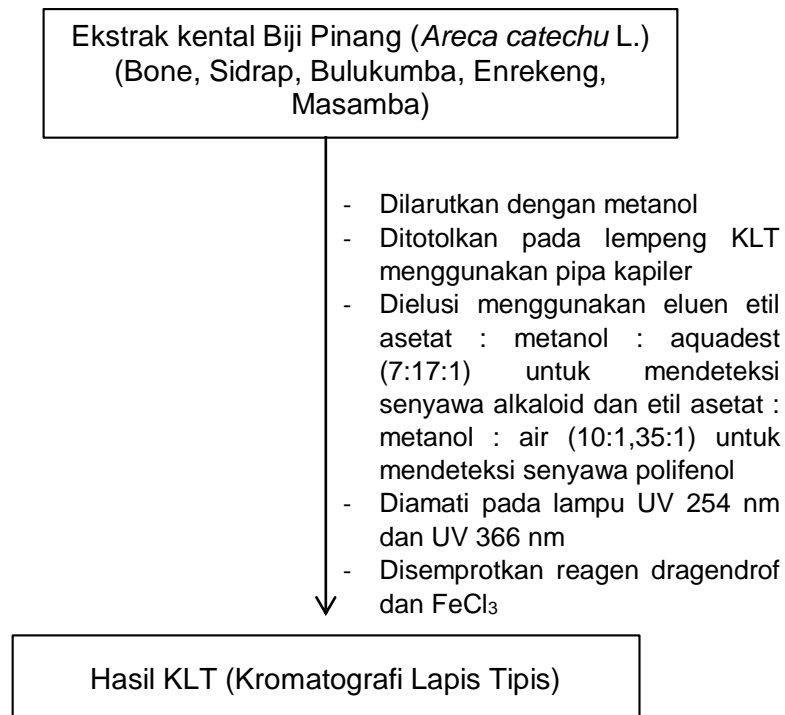 Ekstrak kental Biji Pinang (Areca catechu L.)
(Bone, Sidrap, Bulukumba, Enrekeng,
Masamba)
- Dilarutkan dengan metanol
- Ditotolkan pada lempeng KLT
menggunakan pipa kapiler
- Dielusi menggunakan eluen etil
asetat : metanol : aquadest
(7:17:1) untuk mendeteksi
senyawa alkaloid dan etil asetat :
metanol : air (10:1,35:1) untuk
mendeteksi senyawa polifenol
- Diamati pada lampu UV 254 nm
dan UV 366 nm
- Disemprotkan reagen dragendrof
dan FeCl₃
Hasil KLT (Kromatografi Lapis Tipis)